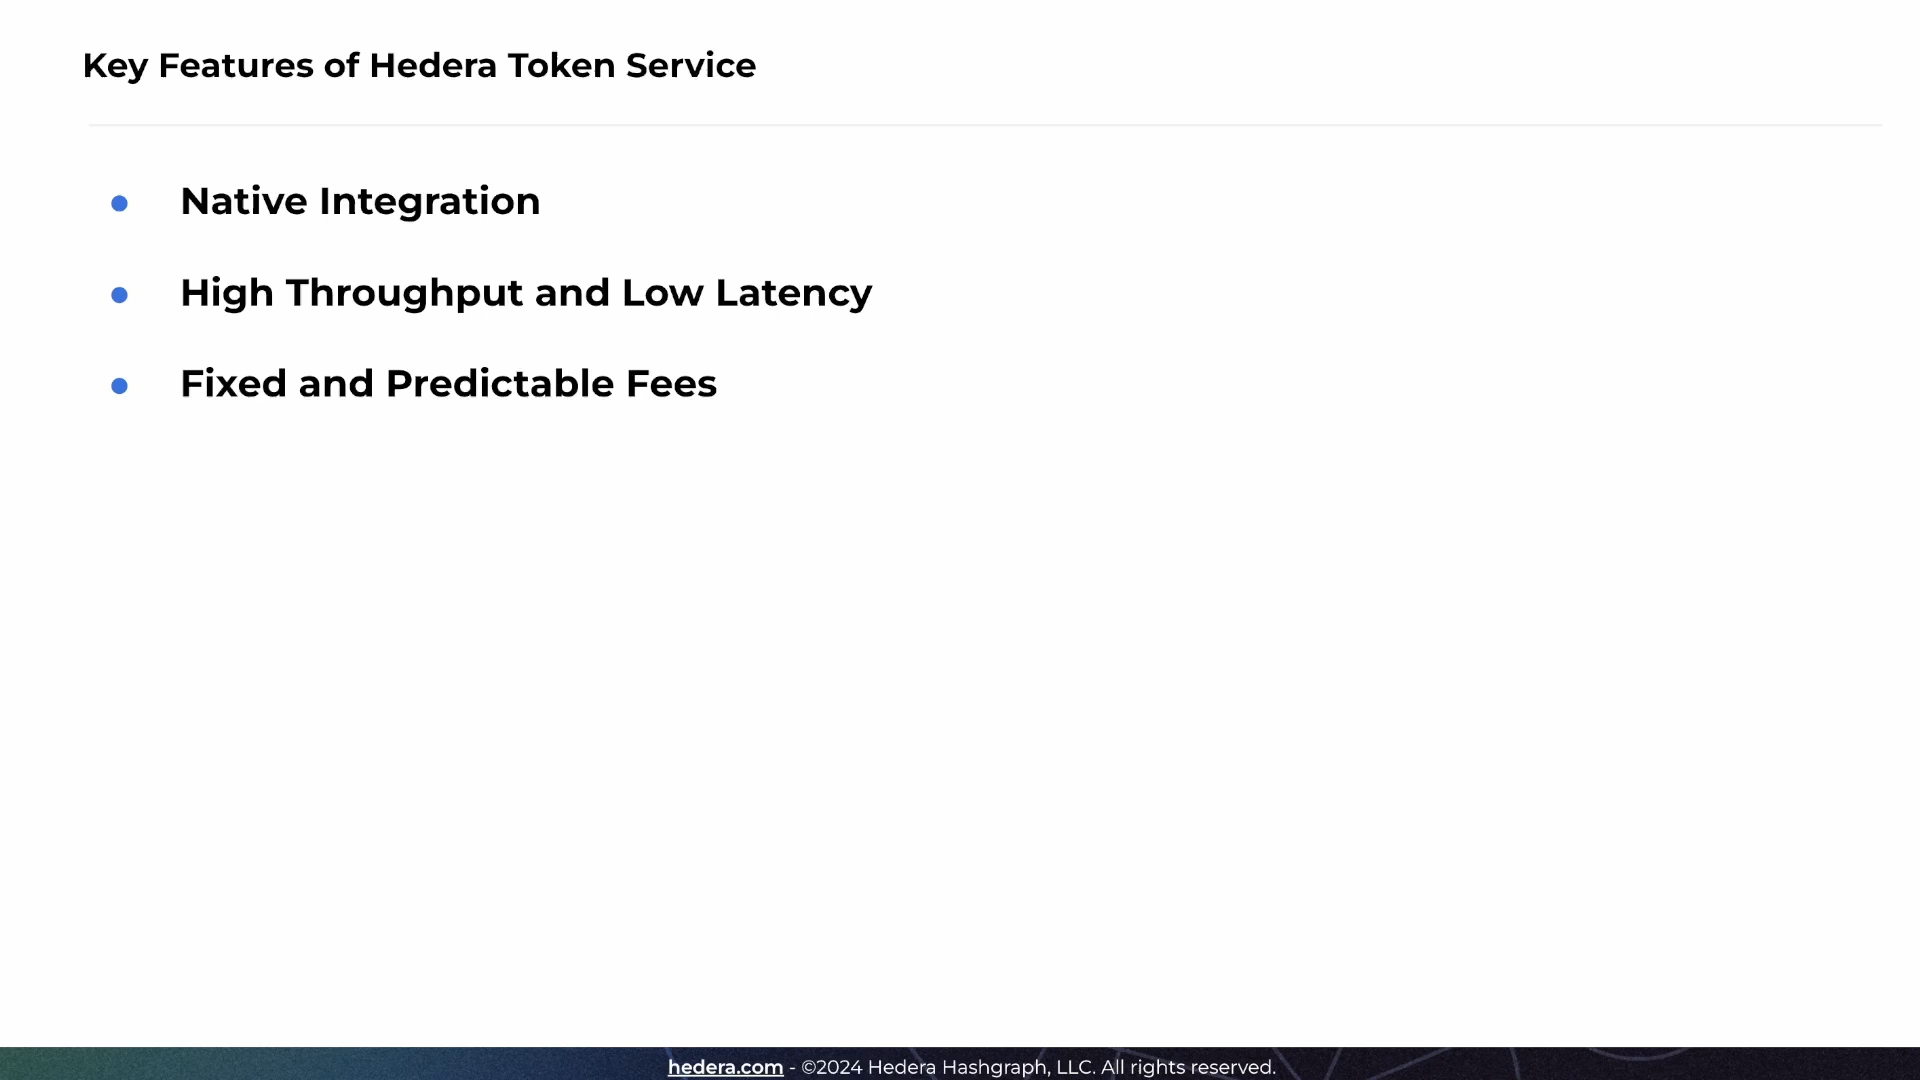 Key Features of Hedera Token Service
● Native Integration
● High Throughput and Low Latency
● Fixed and Predictable Fees
hedera.com - ©2024 Hedera Hashgraph, LLC. All rights reserved.